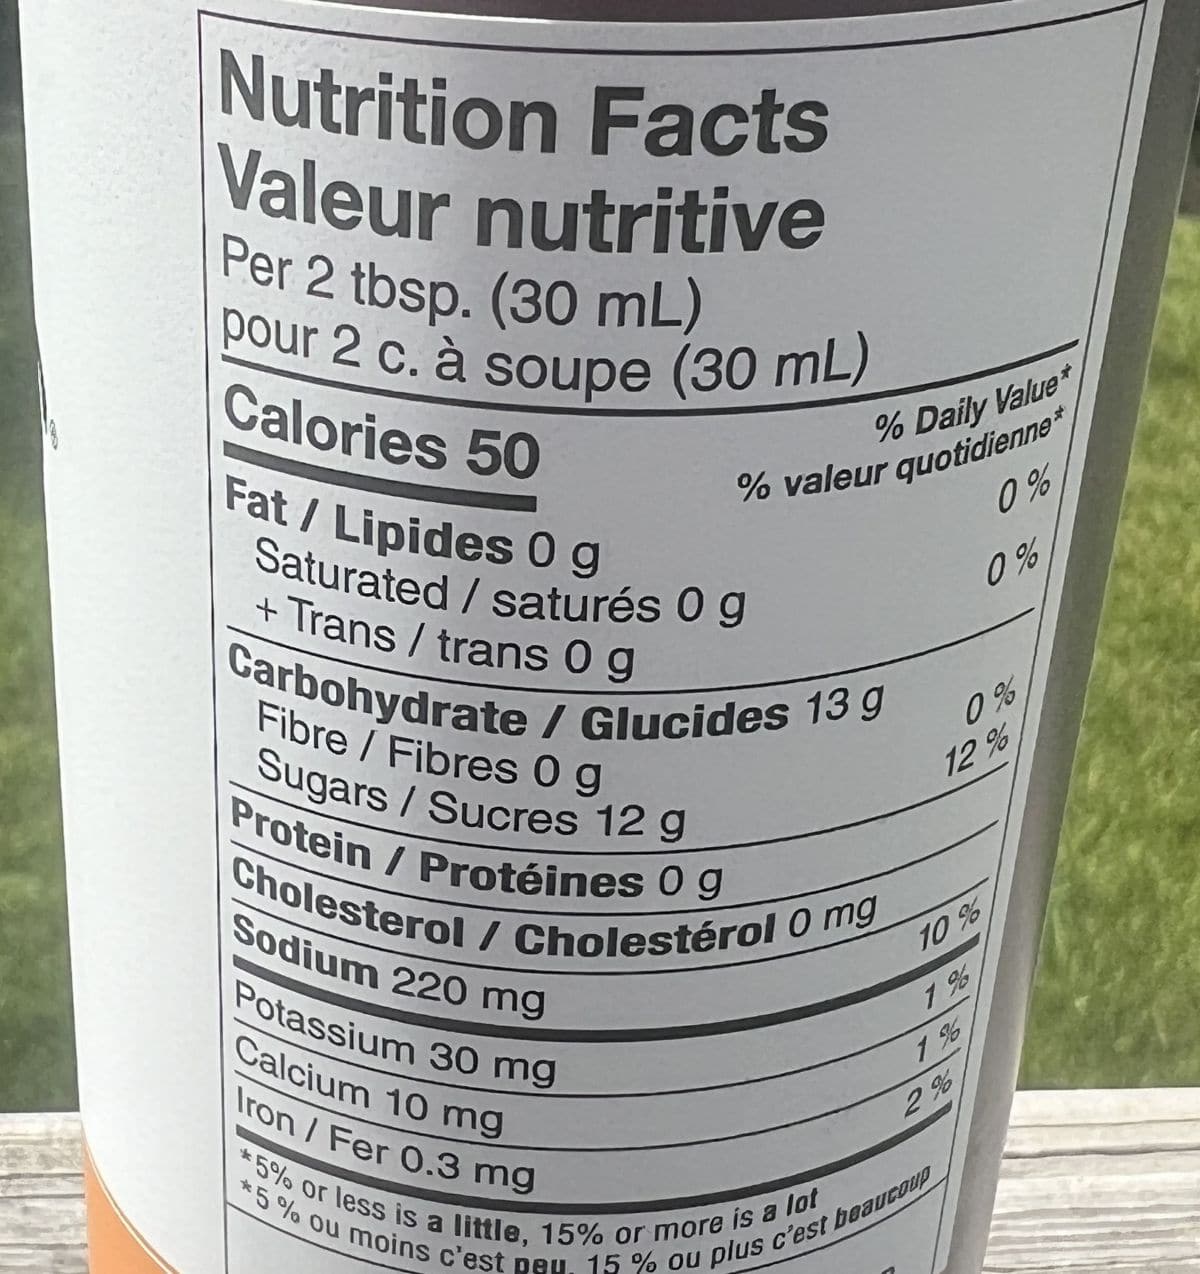 Nutrition Facts
Valeur nutritive
Per 2 tbsp. (30 mL)
pour 2 c. à soupe (30 mL)
Calories 50
% Daily Value*
% valeur quotidienne*
Fat / Lipides 0 g 0 %
Saturated / saturés 0 g 0 %
+ Trans / trans 0 g
Carbohydrate / Glucides 13 g
Fibre / Fibres 0 g 0 %
Sugars / Sucres 12 g 12 %
Protein / Protéines 0 g
Cholesterol / Cholestérol 0 mg
Sodium 220 mg 10 %
Potassium 30 mg 1 %
Calcium 10 mg 1 %
Iron / Fer 0.3 mg 2 %
*5% or less is a little, 15% or more is a lot
*5 % ou moins c'est peu, 15 % ou plus c'est beaucoup